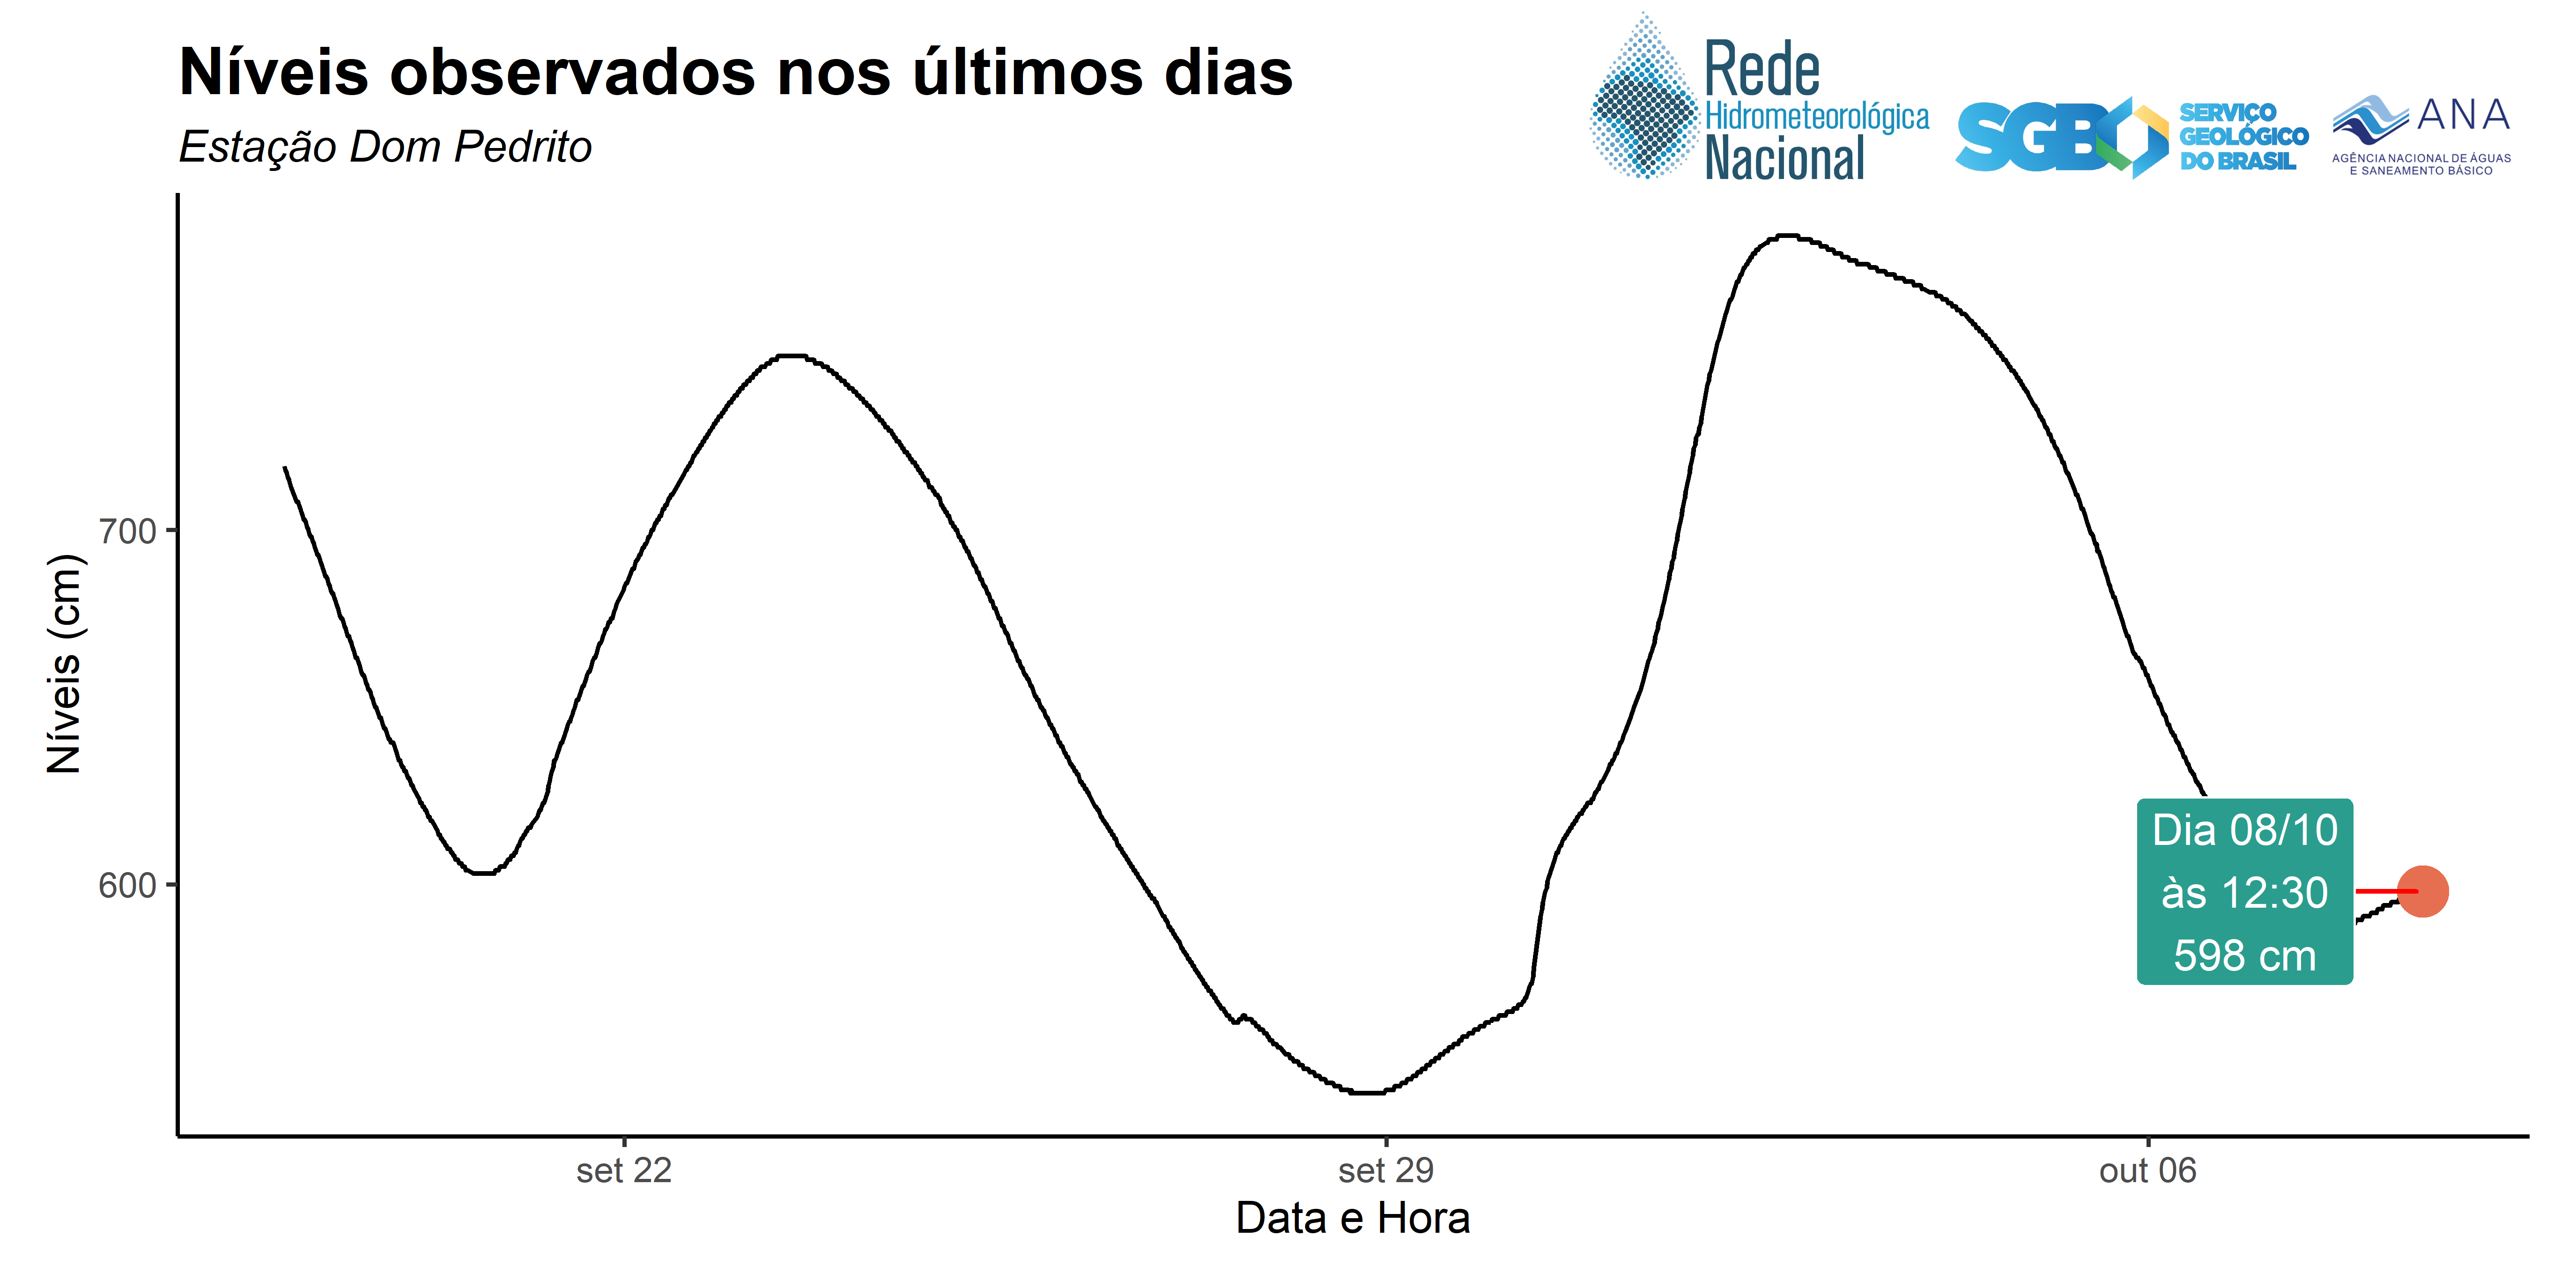 Níveis observados nos últimos dias
Estação Dom Pedrito
Rede
Hidrometeorológica
Nacional
SGB
SERVIÇO
GEOLÓGICO
DO BRASIL
ANA
AGÊNCIA NACIONAL DE ÁGUAS
E SANEAMENTO BÁSICO
Níveis (cm)
700
600
Dia 08/10
às 12:30
598 cm
set 22
set 29
out 06
Data e Hora